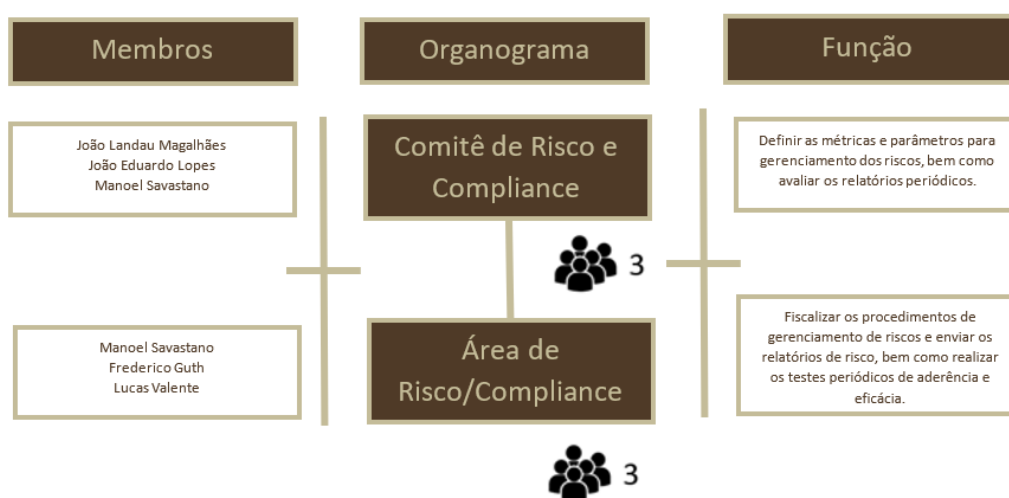 Membros
Organograma
Função
João Landau Magalhães
João Eduardo Lopes
Manoel Savastano
Comitê de Risco e
Compliance
Definir as métricas e parâmetros para
gerenciamento dos riscos, bem como
avaliar os relatórios periódicos.
3
Manoel Savastano
Frederico Guth
Lucas Valente
Área de
Risco/Compliance
Fiscalizar os procedimentos de
gerenciamento de riscos e enviar os
relatórios de risco, bem como realizar
os testes periódicos de aderência e
eficácia.
3